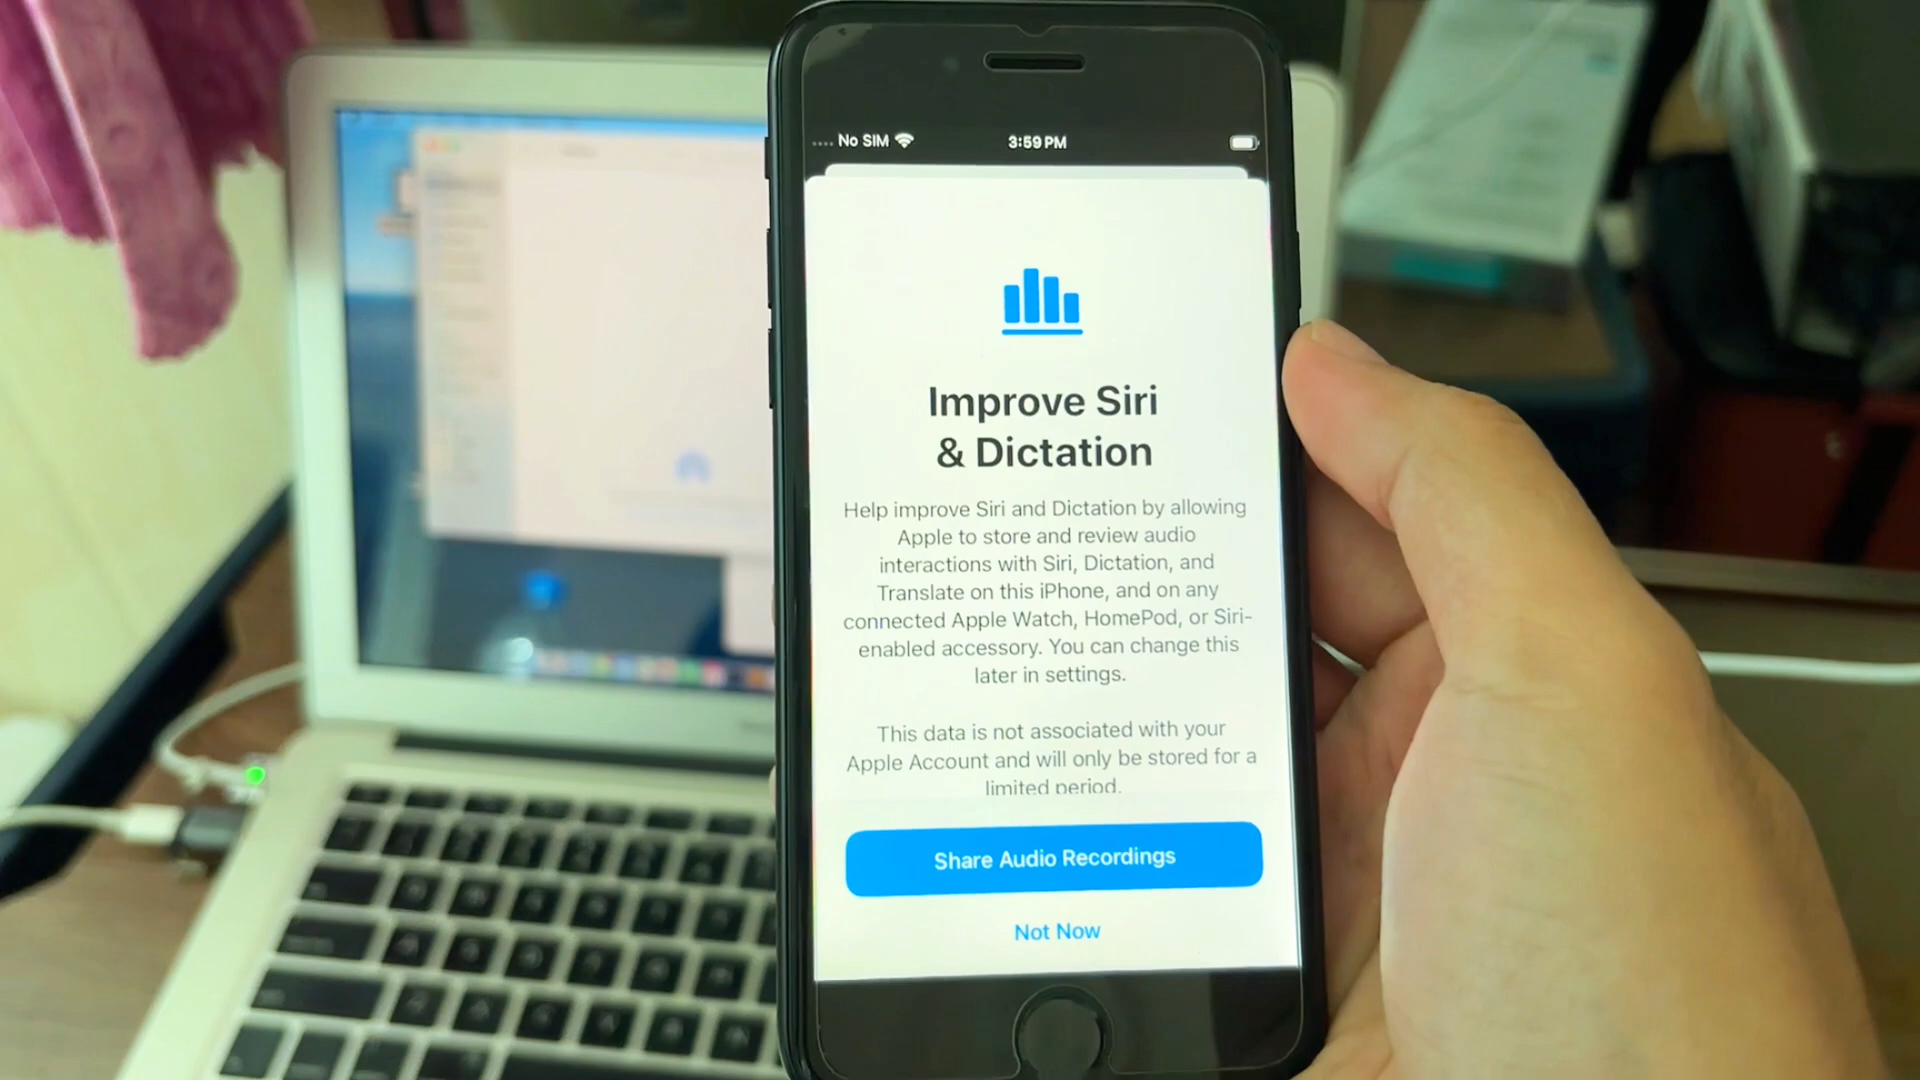 No SIM 3:59 PM
Improve Siri
& Dictation
Help improve Siri and Dictation by allowing
Apple to store and review audio
interactions with Siri, Dictation, and
Translate on this iPhone, and on any
connected Apple Watch, HomePod, or Siri-
enabled accessory. You can change this
later in settings.
This data is not associated with your
Apple Account and will only be stored for a
limited period.
Share Audio Recordings
Not Now